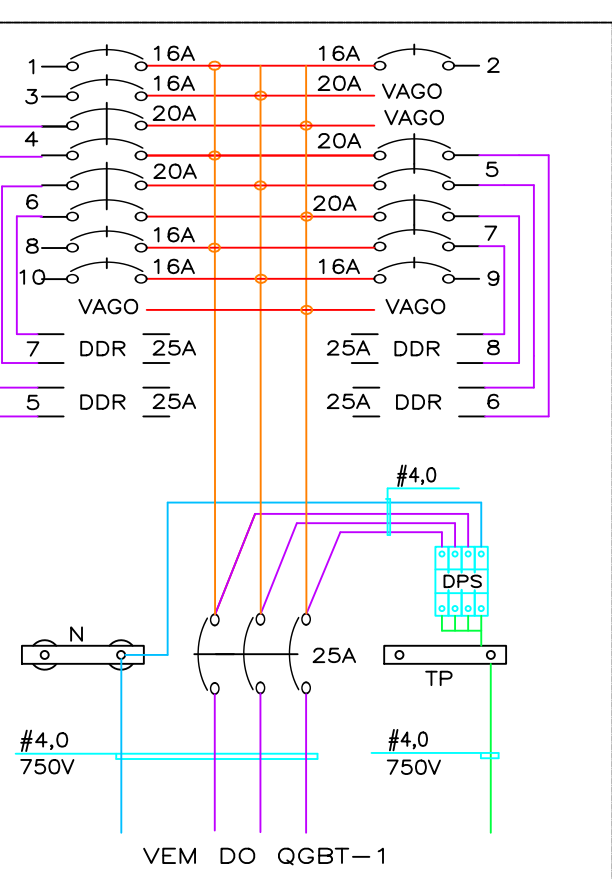 1 16A 16A 2
3 16A 20A VAGO
20A VAGO
4 20A
20A 5
6 20A
7
8 16A
10 16A 16A 9
VAGO VAGO
7 DDR 25A 25A DDR 8
5 DDR 25A 25A DDR 6
#4,0
DPS
N
25A
TP
#4,0 #4,0
750V 750V
VEM DO QGBT-1